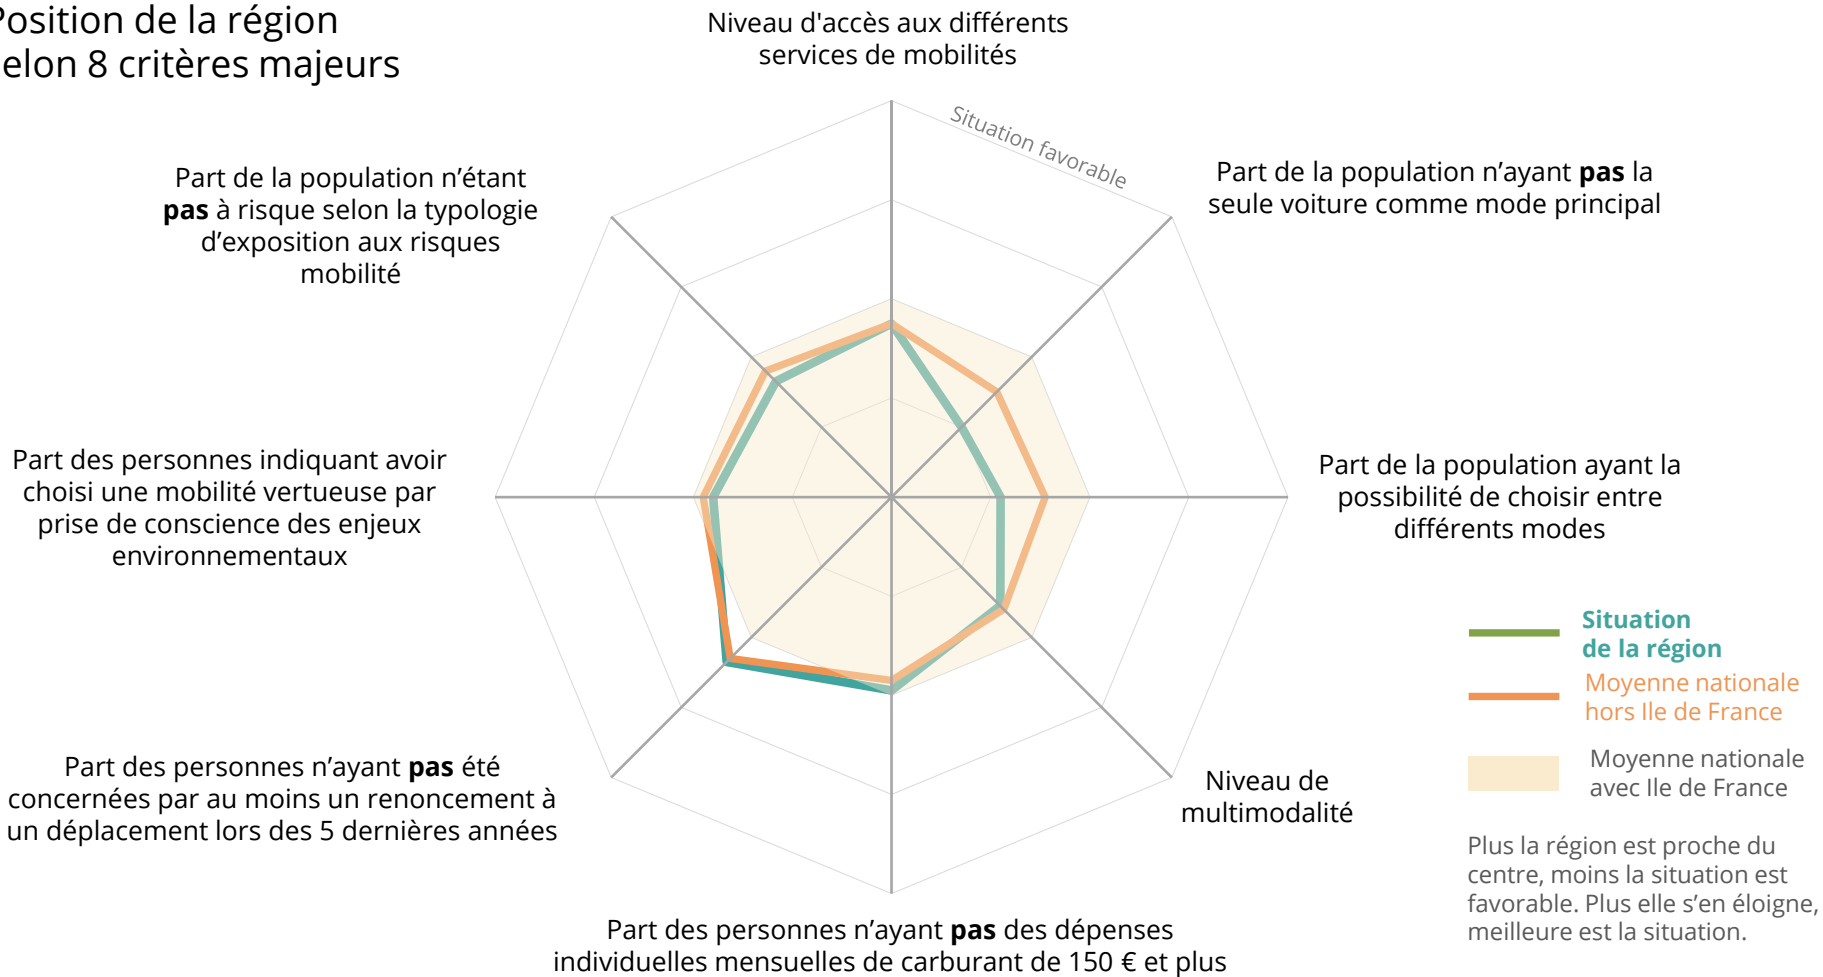 osition de la région
elon 8 critères majeurs
Niveau d'accès aux différents
services de mobilités
Situation favorable
Part de la population n'ayant pas la
seule voiture comme mode principal
Part de la population n'étant
pas à risque selon la typologie
d'exposition aux risques
mobilité
Part des personnes indiquant avoir
choisi une mobilité vertueuse par
prise de conscience des enjeux
environnementaux
Part de la population ayant la
possibilité de choisir entre
différents modes
Situation
de la région
Moyenne nationale
hors Ile de France
Moyenne nationale
avec Ile de France
Part des personnes n'ayant pas été
concernées par au moins un renoncement à
un déplacement lors des 5 dernières années
Niveau de
multimodalité
Plus la région est proche du
centre, moins la situation est
favorable. Plus elle s'en éloigne,
meilleure est la situation.
Part des personnes n'ayant pas des dépenses
individuelles mensuelles de carburant de 150 € et plus